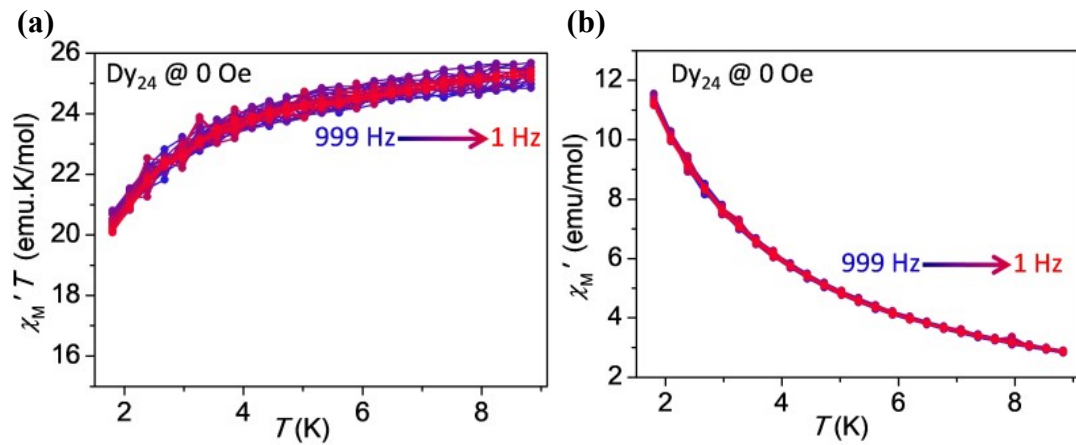 (a)
Dy₂₄ @ 0 Oe
999 Hz 1 Hz
χM′ T (emu.K/mol)
26
24
22
20
18
16
2 4 6 8
T (K)
(b)
Dy₂₄ @ 0 Oe
999 Hz 1 Hz
χM′ (emu/mol)
12
10
8
6
4
2
2 4 6 8
T (K)